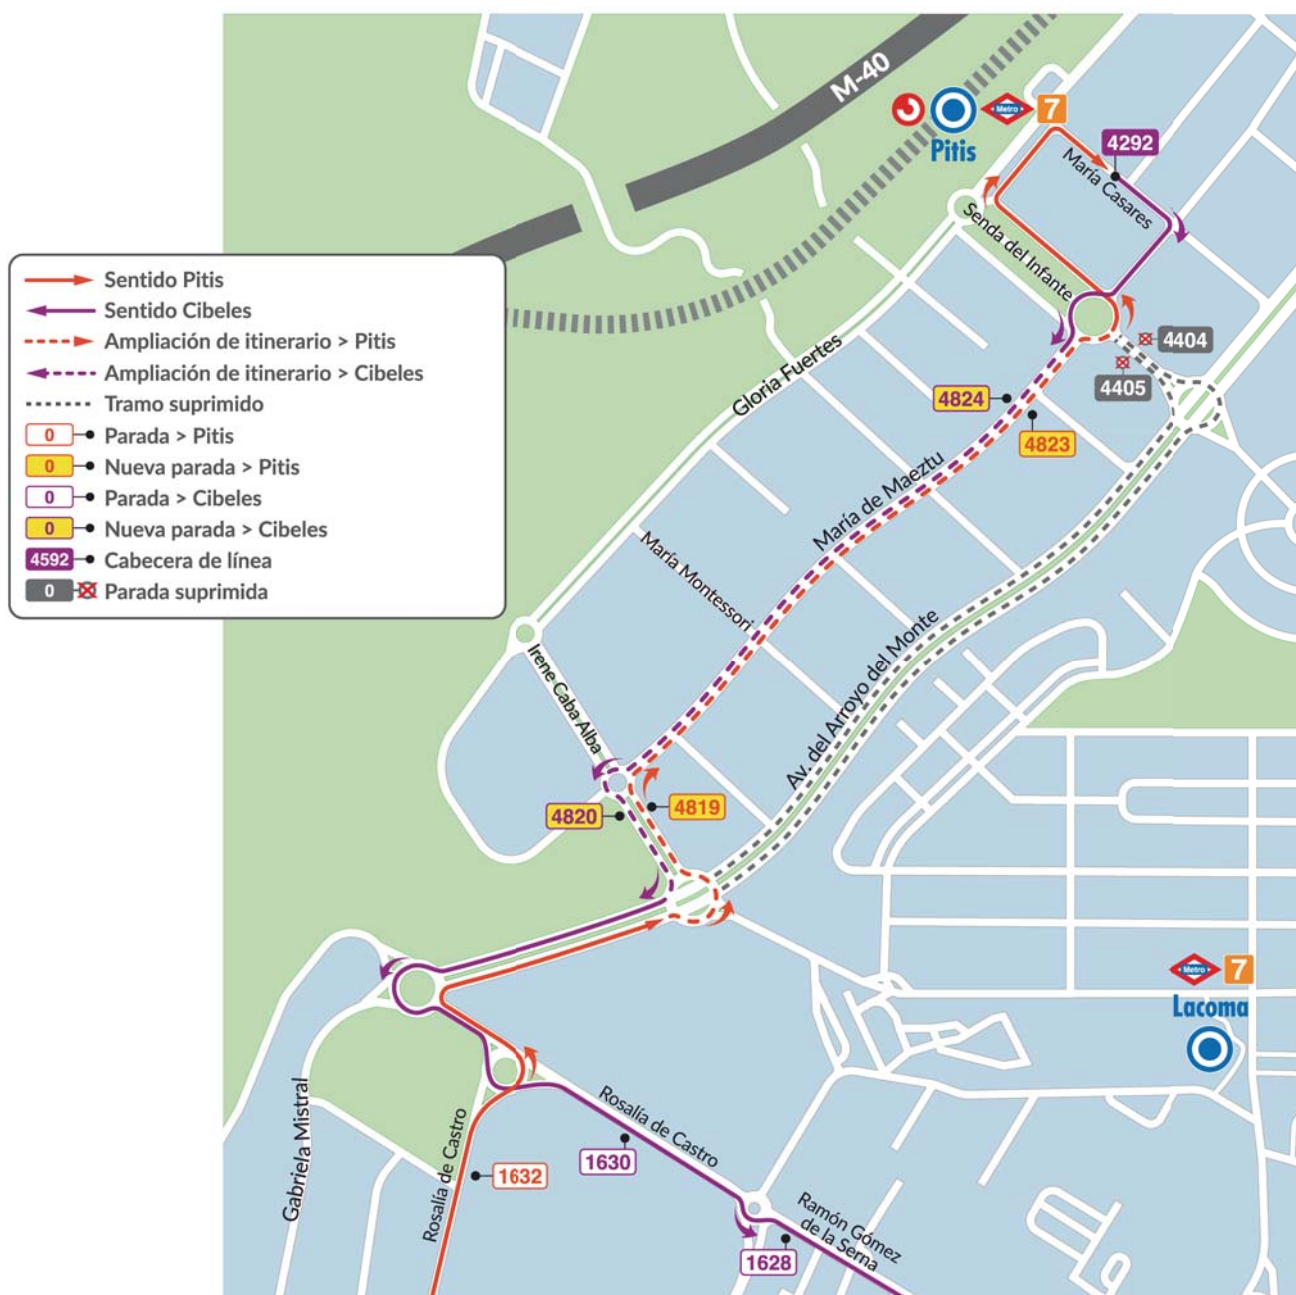 M-40
Metro
7
Pitis
4292
María Casares
Senda del Infante
Sentido Pitis
Sentido Cibeles
Ampliación de itinerario > Pitis
Ampliación de itinerario > Cibeles
Tramo suprimido
0 Parada > Pitis
0 Nueva parada > Pitis
0 Parada > Cibeles
0 Nueva parada > Cibeles
4592 Cabecera de línea
0 Parada suprimida
4404
4405
Gloria Fuertes
4824
4823
María de Maeztu
María Montessori
Irene Caba Alba
Av. del Arroyo del Monte
4820
4819
Metro
7
Lacoma
Gabriela Mistral
Rosalía de Castro
Rosalía de Castro
1630
1632
Ramón Gómez
de la Serna
1628